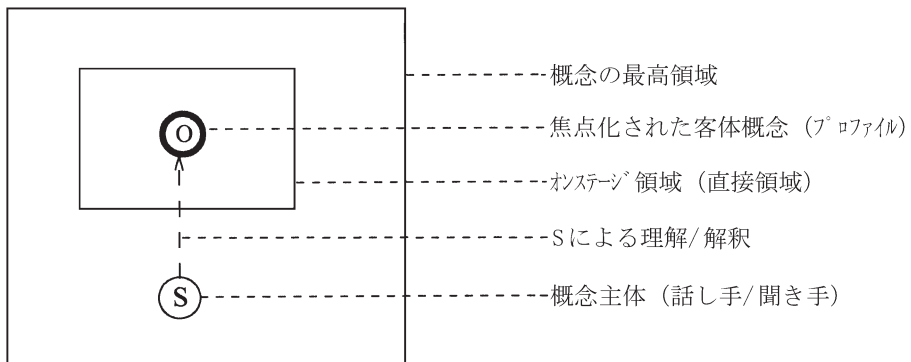 概念の最高領域
O
焦点化された客体概念（プロファイル）
オンステージ領域（直接領域）
Sによる理解/解釈
S
概念主体（話し手/聞き手）